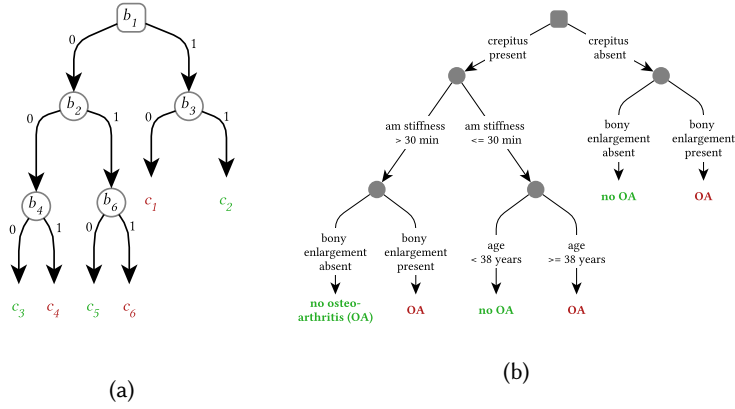 b1
0
1
b2
b3
0
1
0
1
b4
b6
c1
c2
0
1
0
1
c3
c4
c5
c6
(a)
crepitus
present
crepitus
absent
am stiffness
> 30 min
am stiffness
<= 30 min
bony
enlargement
absent
bony
enlargement
present
no OA
OA
bony
enlargement
absent
bony
enlargement
present
age
< 38 years
age
>= 38 years
no osteo-
arthritis (OA)
OA
no OA
OA
(b)